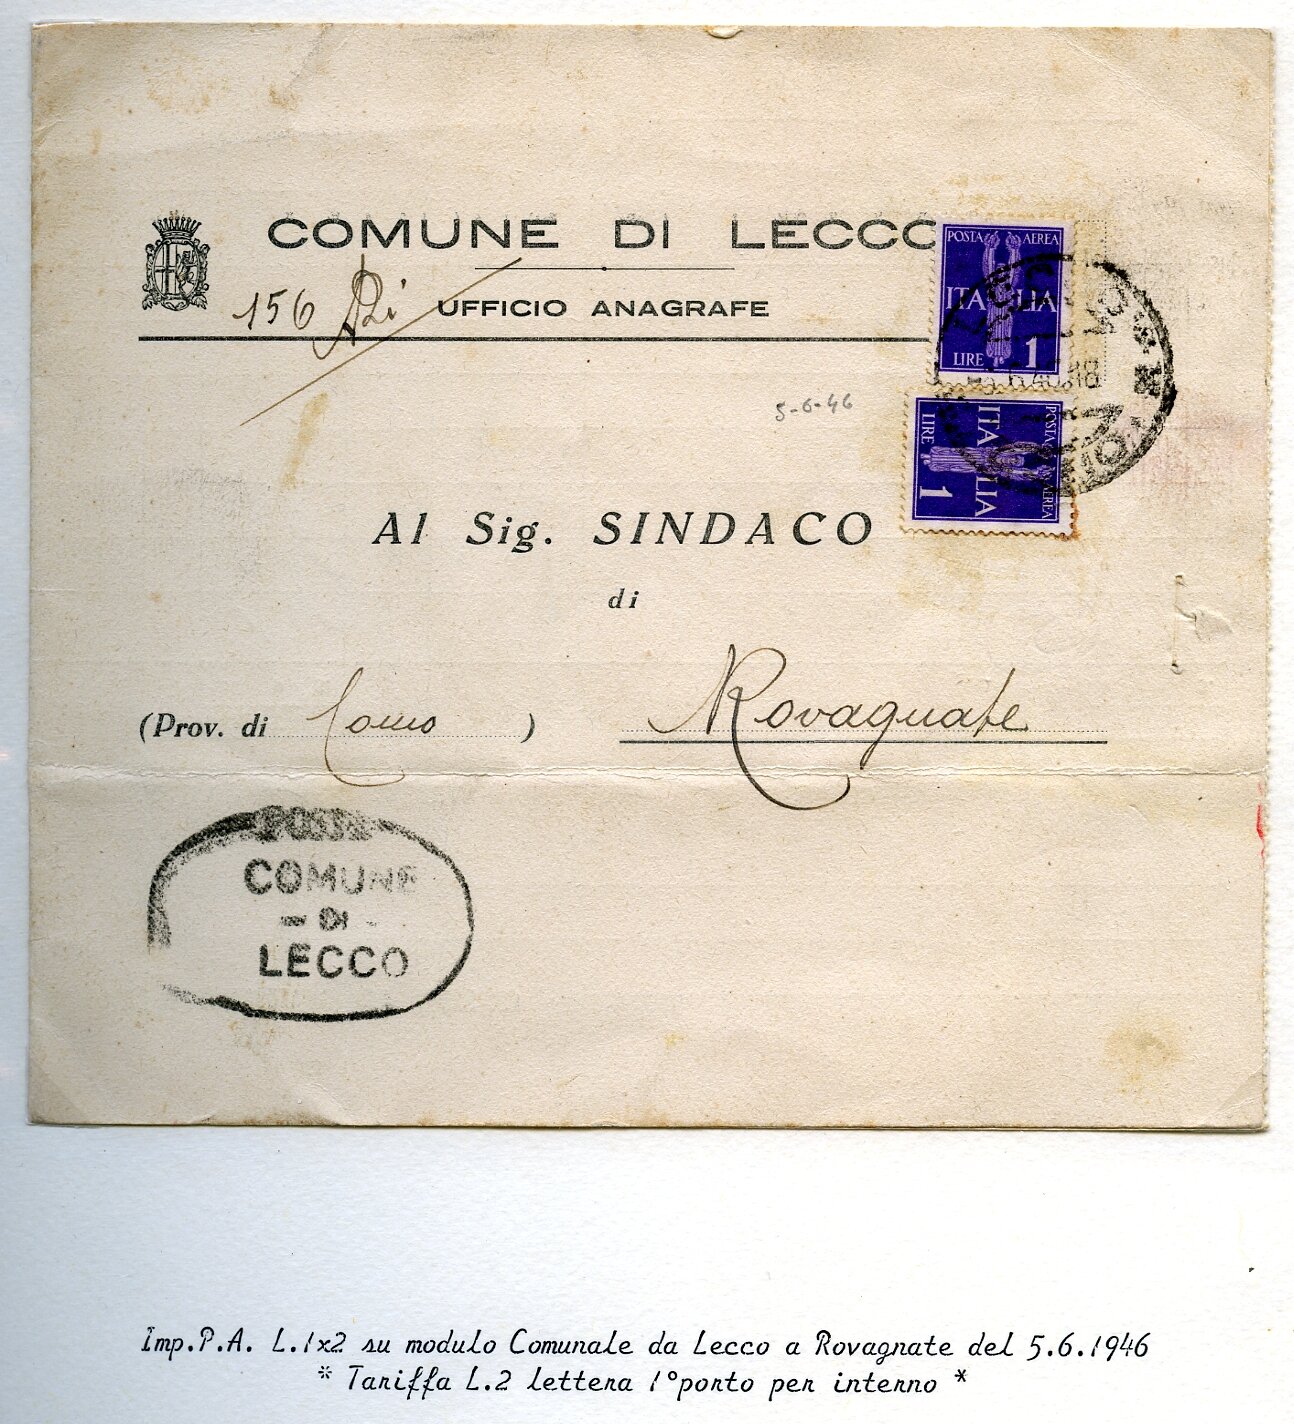 COMUNE DI LECCO
156
UFFICIO ANAGRAFE
POSTA AEREA
ITALIA
LIRE 1
5-6-46
POSTA AEREA
ITALIA
LIRE 1
Al Sig. SINDACO
di
(Prov. di Como ) Rovagnate
POSTA
COMUNE
- DI -
LECCO
Imp.P.A. L.1x2 su modulo Comunale da Lecco a Rovagnate del 5.6.1946
* Tariffa L.2 lettera 1°porto per interno *